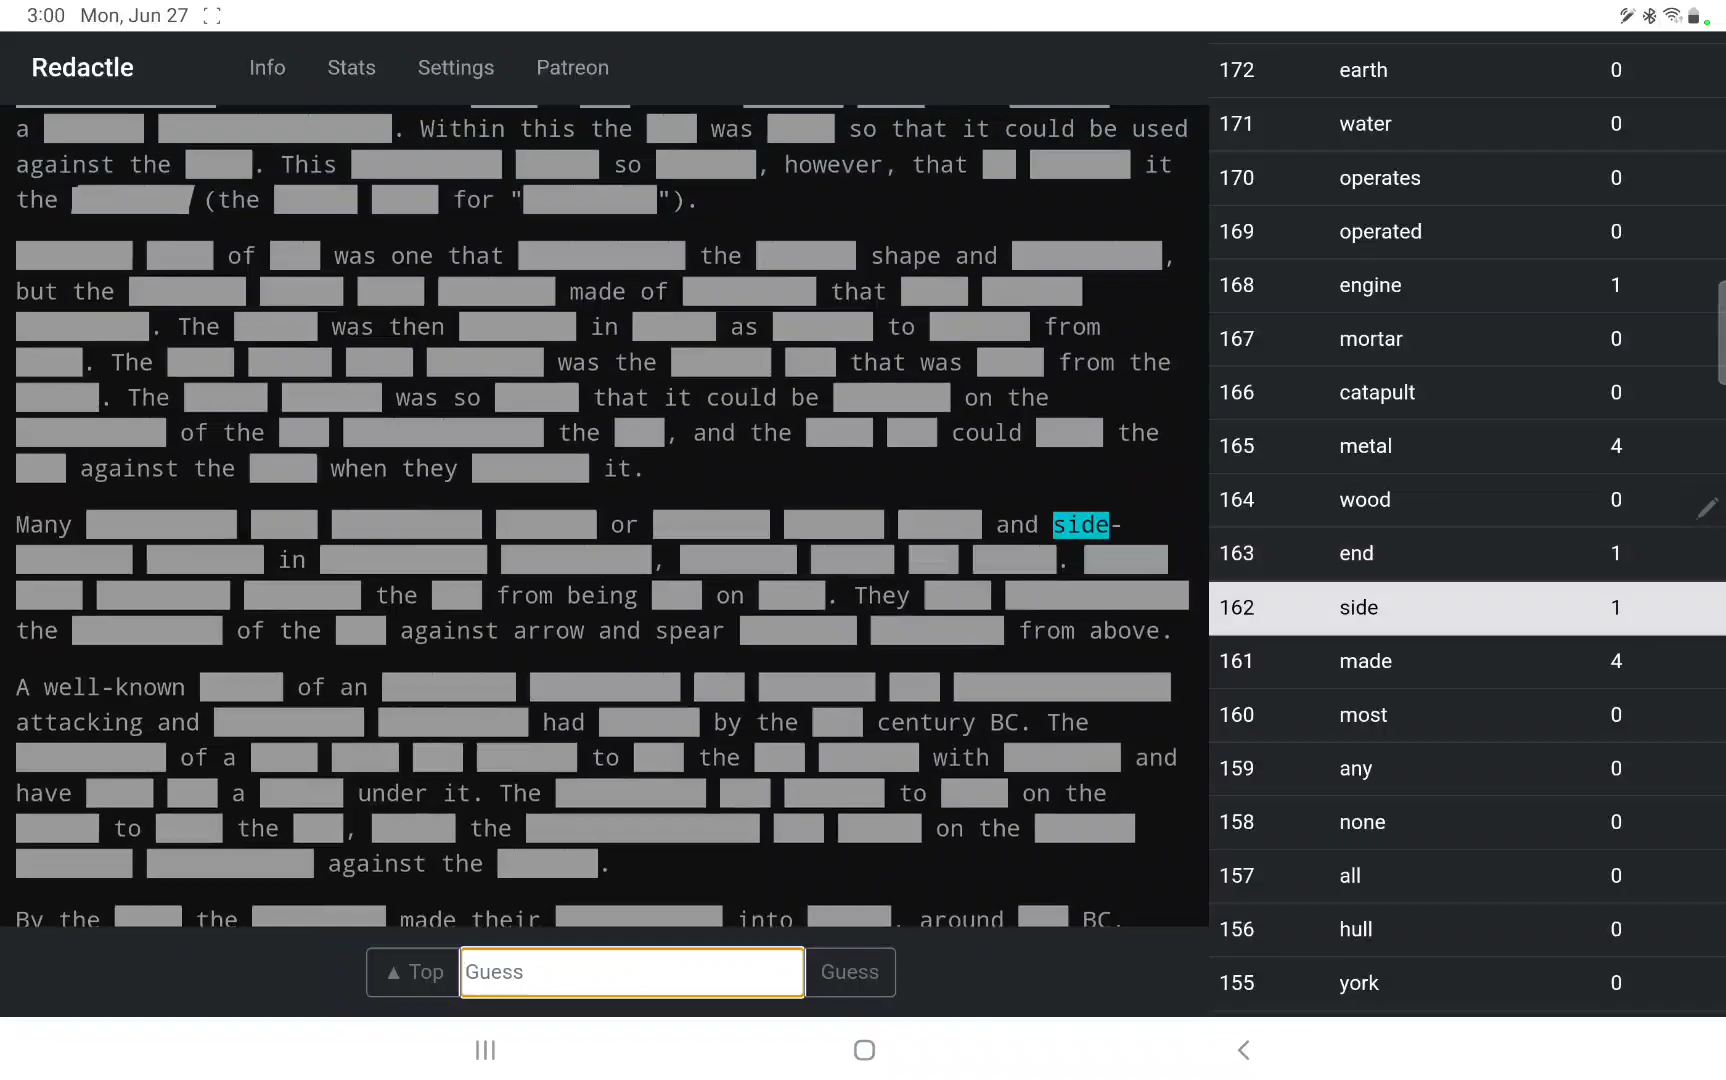 3:00 Mon, Jun 27
Redactle Info Stats Settings Patreon
a . Within this the was so that it could be used
against the . This so , however, that it
the (the for " ").
of was one that the shape and ,
but the made of that
. The was then in as to from
. The was the that was from the
. The was so that it could be on the
of the the , and the could the
against the when they it.
Many or and side-
in , .
the from being on . They
the of the against arrow and spear from above.
A well-known of an
attacking and had by the century BC. The
of a to the with and
have a under it. The to on the
to the , the on the
against the .
By the the made their into , around BC.
▲ Top Guess Guess
172 earth 0
171 water 0
170 operates 0
169 operated 0
168 engine 1
167 mortar 0
166 catapult 0
165 metal 4
164 wood 0
163 end 1
162 side 1
161 made 4
160 most 0
159 any 0
158 none 0
157 all 0
156 hull 0
155 york 0